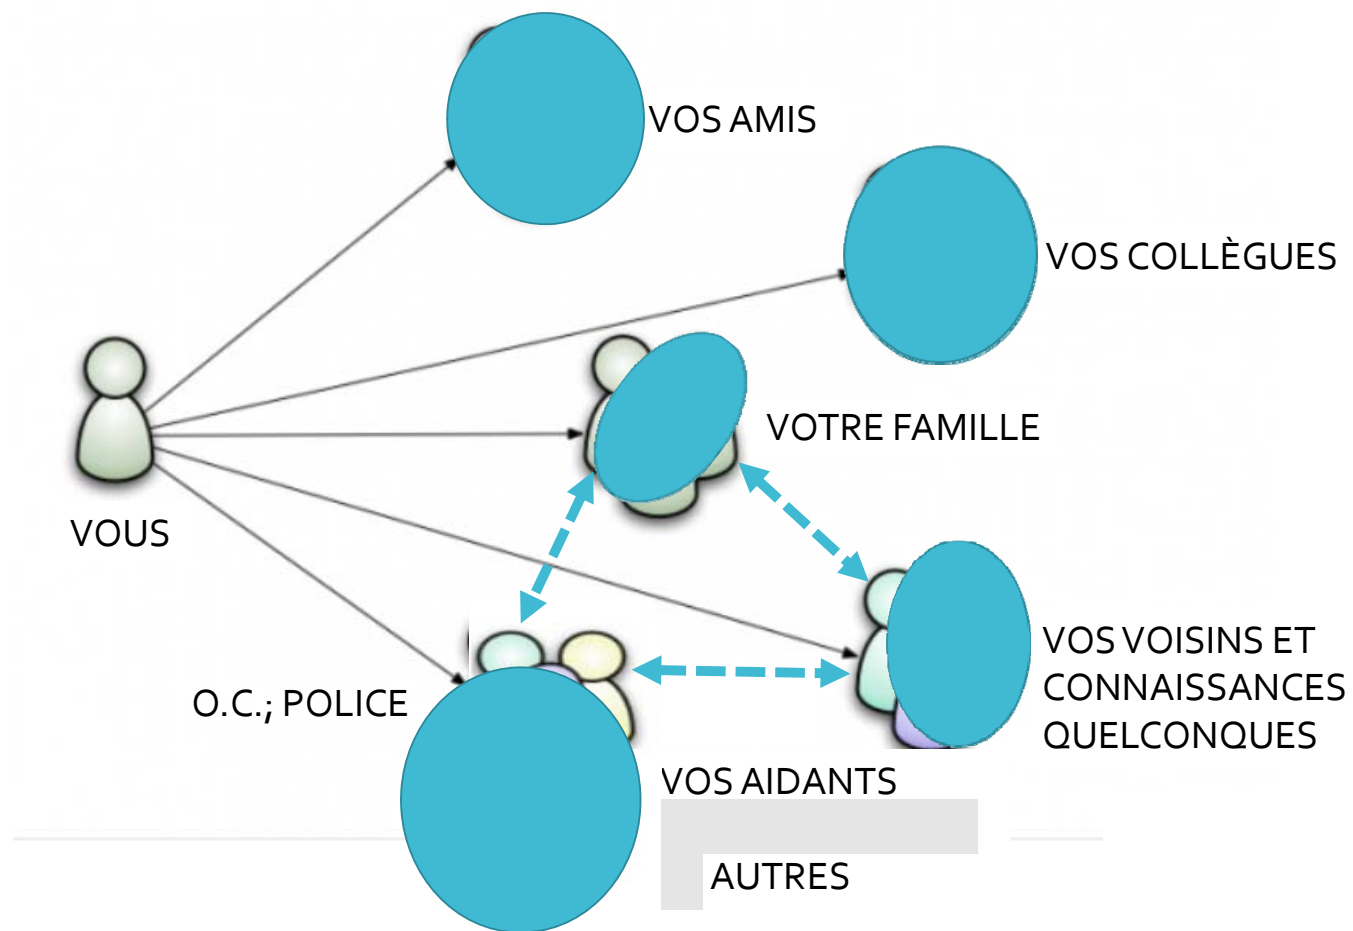 VOS AMIS
VOS COLLÈGUES
VOTRE FAMILLE
VOUS
VOS VOISINS ET
CONNAISSANCES
QUELCONQUES
O.C.; POLICE
VOS AIDANTS
AUTRES